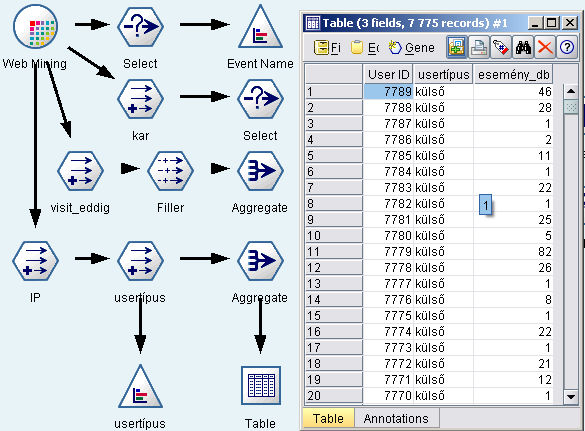 Web Mining
Select
Event Name
kar
Select
visit_eddig
Filler
Aggregate
IP
usertípus
Aggregate
usertípus
Table
Table (3 fields, 7 775 records) #1
Fi
Gene
User ID usertípus esemény_db
1 7789 külső 46
2 7788 külső 28
3 7787 külső 1
4 7786 külső 2
5 7785 külső 11
6 7784 külső 1
7 7783 külső 22
8 7782 külső 1
1
9 7781 külső 25
10 7780 külső 5
11 7779 külső 82
12 7778 külső 26
13 7777 külső 1
14 7776 külső 8
15 7775 külső 1
16 7774 külső 22
17 7773 külső 1
18 7772 külső 21
19 7771 külső 12
20 7770 külső 1
Table Annotations